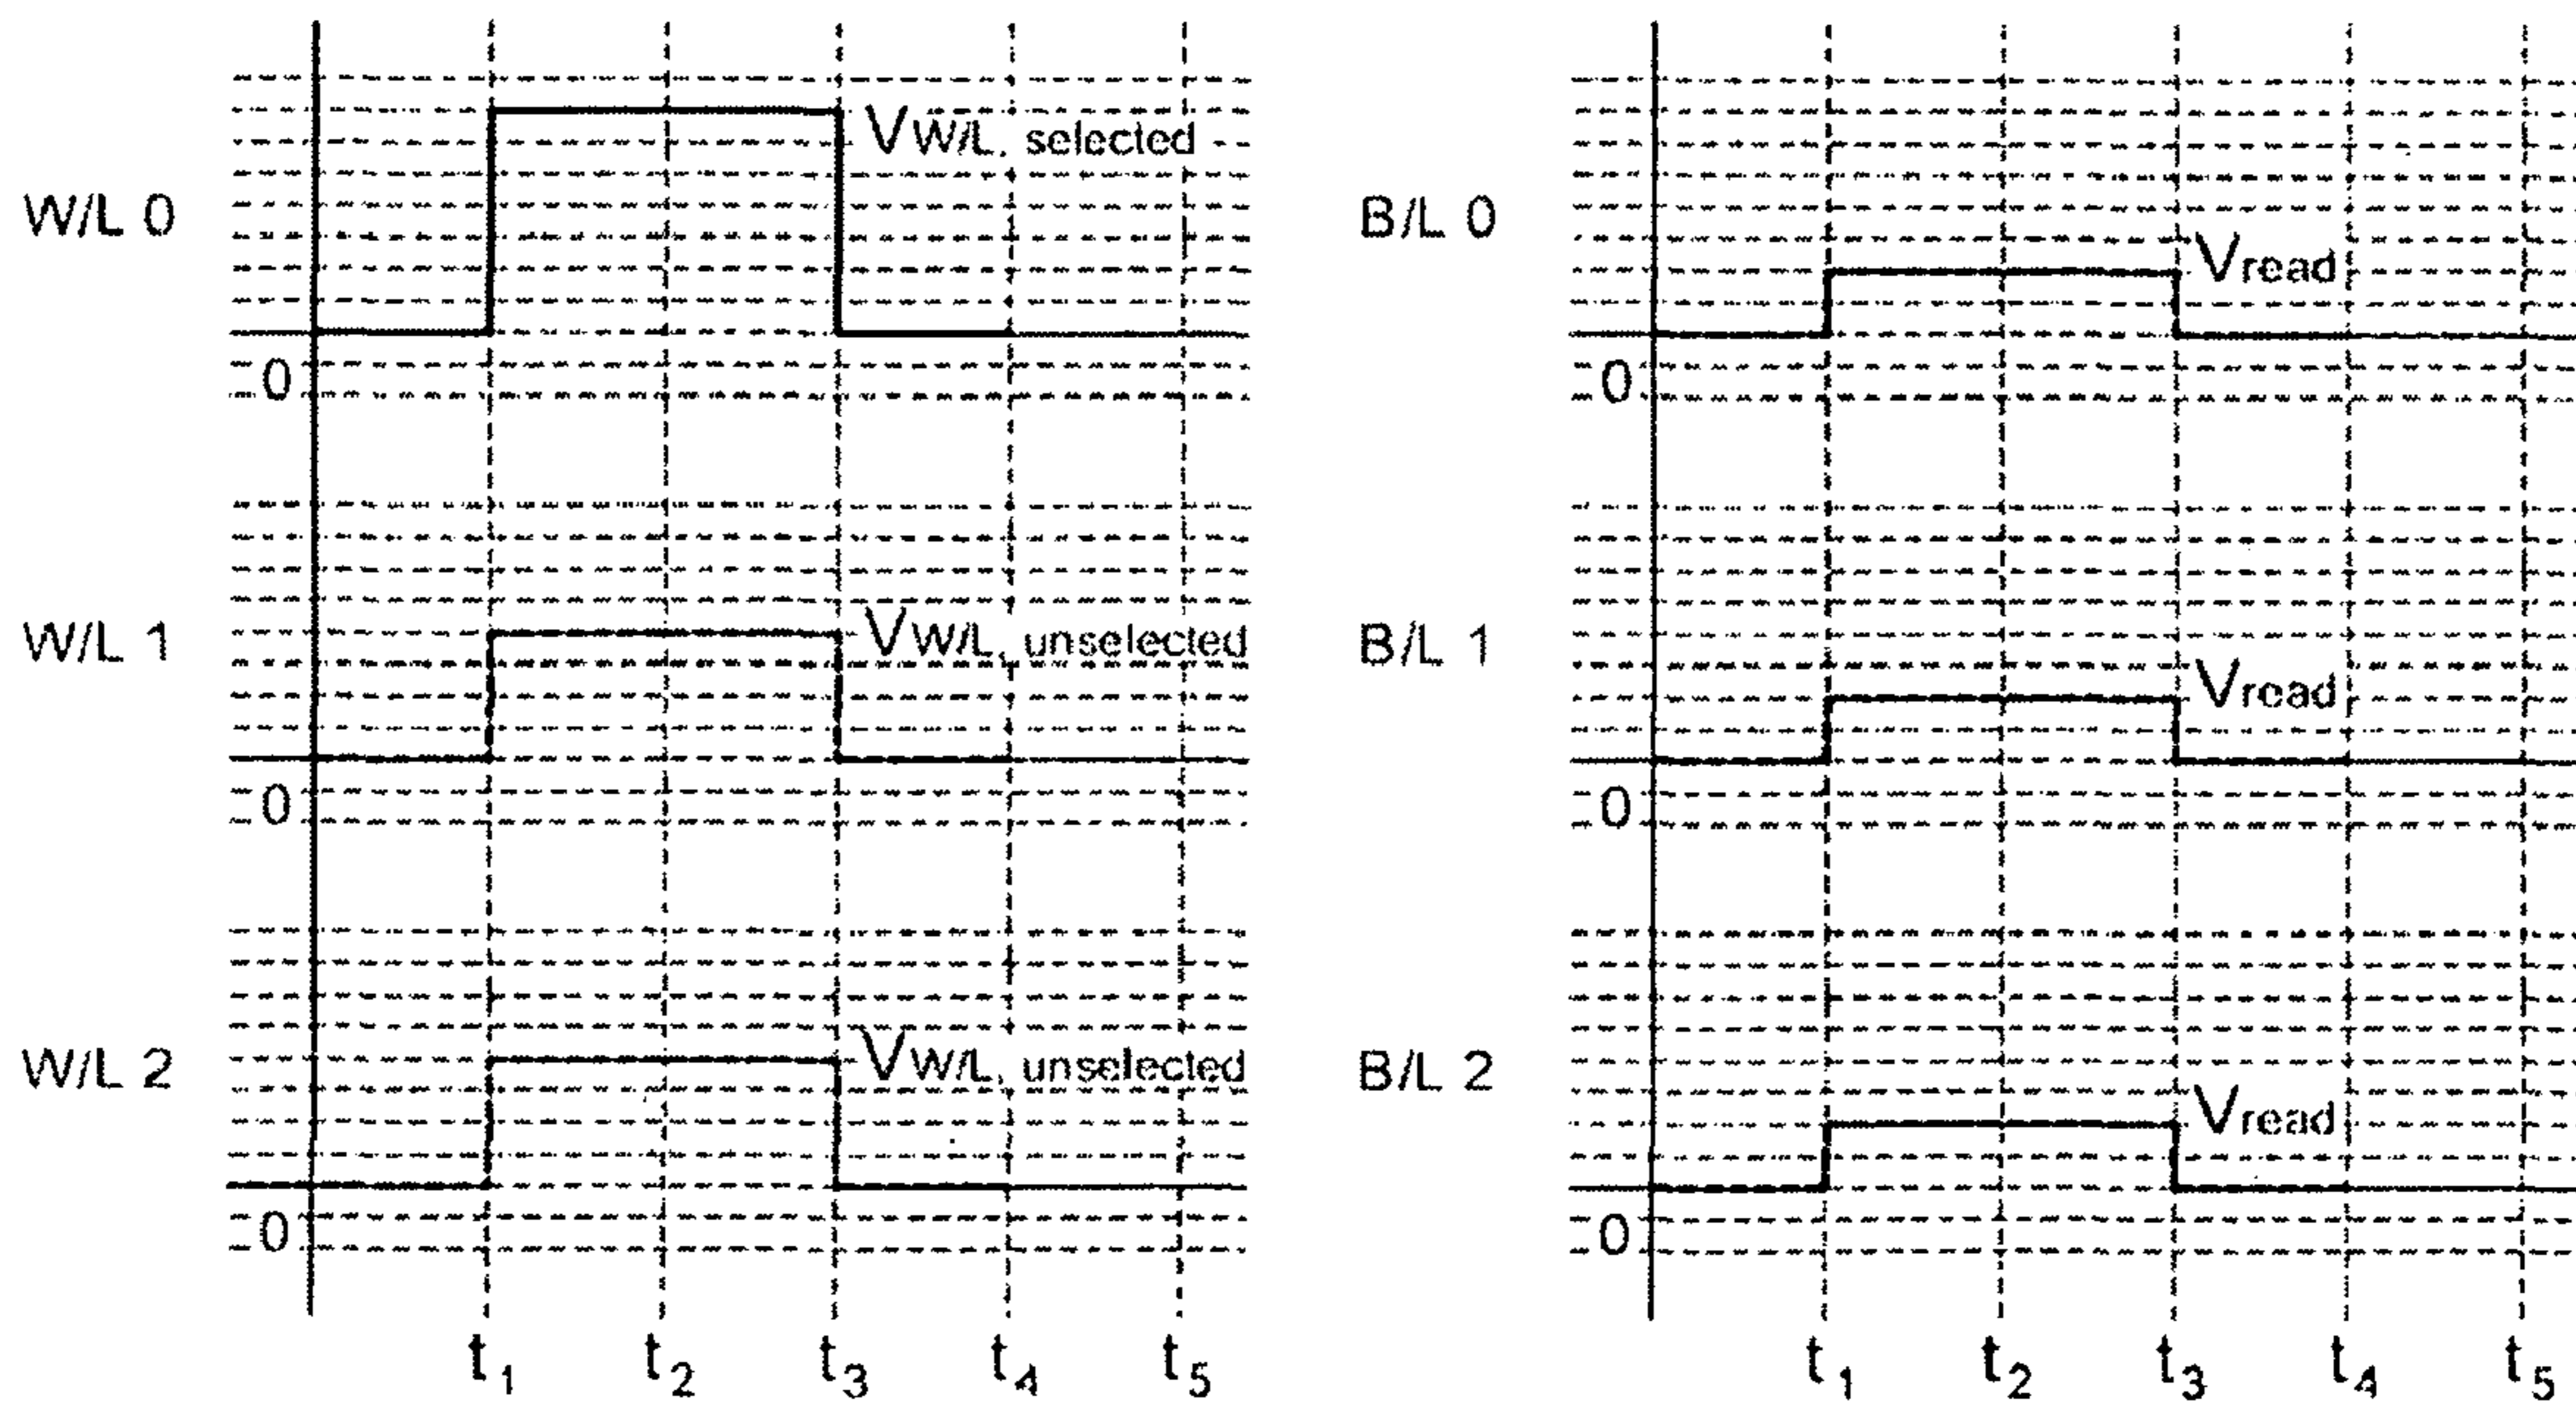 W/L 0
VW/L, selected
0
W/L 1
VW/L, unselected
0
W/L 2
VW/L, unselected
0
t1 t2 t3 t4 t5
B/L 0
Vread
0
B/L 1
Vread
0
B/L 2
Vread
0
t1 t2 t3 t4 t5